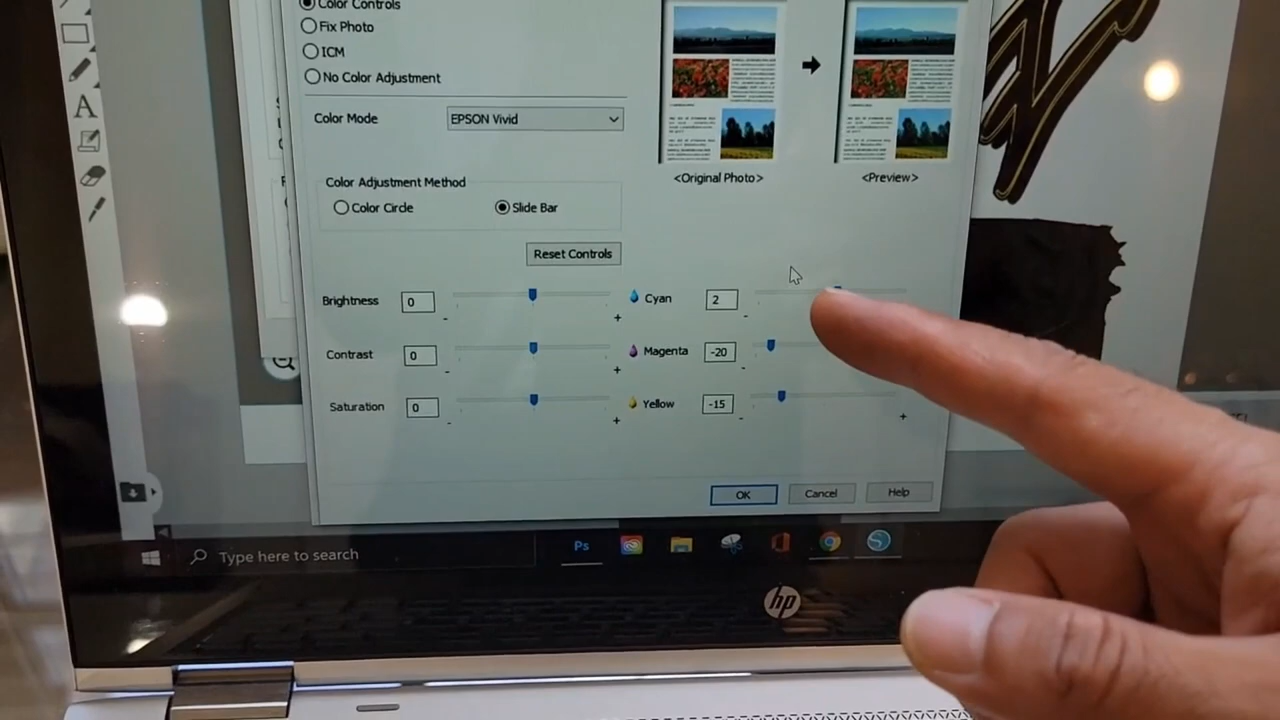 Color Controls
Fix Photo
ICM
No Color Adjustment
Color Mode
EPSON Vivid
<Original Photo>
<Preview>
Color Adjustment Method
Color Circle
Slide Bar
Reset Controls
Brightness 0 - +
Cyan 2 -
Contrast 0 - +
Magenta -20 -
Saturation 0 - +
Yellow -15 - +
OK
Cancel
Help
Type here to search
Ps
hp
A